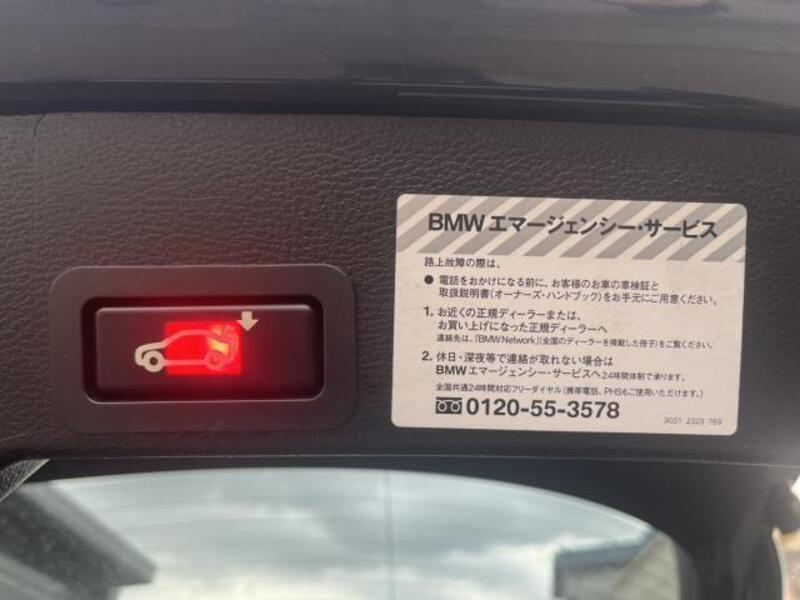 BMW エマージェンシー・サービス
路上故障の際は、
● 電話をおかけになる前に、お客様のお車の車検証と
取扱説明書(オーナーズ・ハンドブック)をお手元にご用意ください。
1. お近くの正規ディーラーまたは、
お買い上げになった正規ディーラーへ
連絡先は、「BMW Network」(全国のディーラーを掲載した冊子)をご覧ください。
2. 休日・深夜等で連絡が取れない場合は
BMWエマージェンシー・サービスへ24時間体制で承ります。
全国共通24時間対応フリーダイヤル(携帯電話、PHSもご使用いただけます。)
0120-55-3578
9001 2329 769